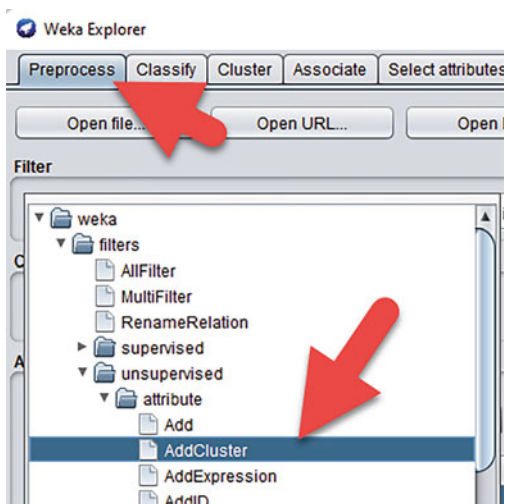 Weka Explorer
Preprocess Classify Cluster Associate Select attributes
Open file... Open URL... Open
Filter
weka
filters
AllFilter
MultiFilter
RenameRelation
supervised
unsupervised
attribute
Add
AddCluster
AddExpression
AddID